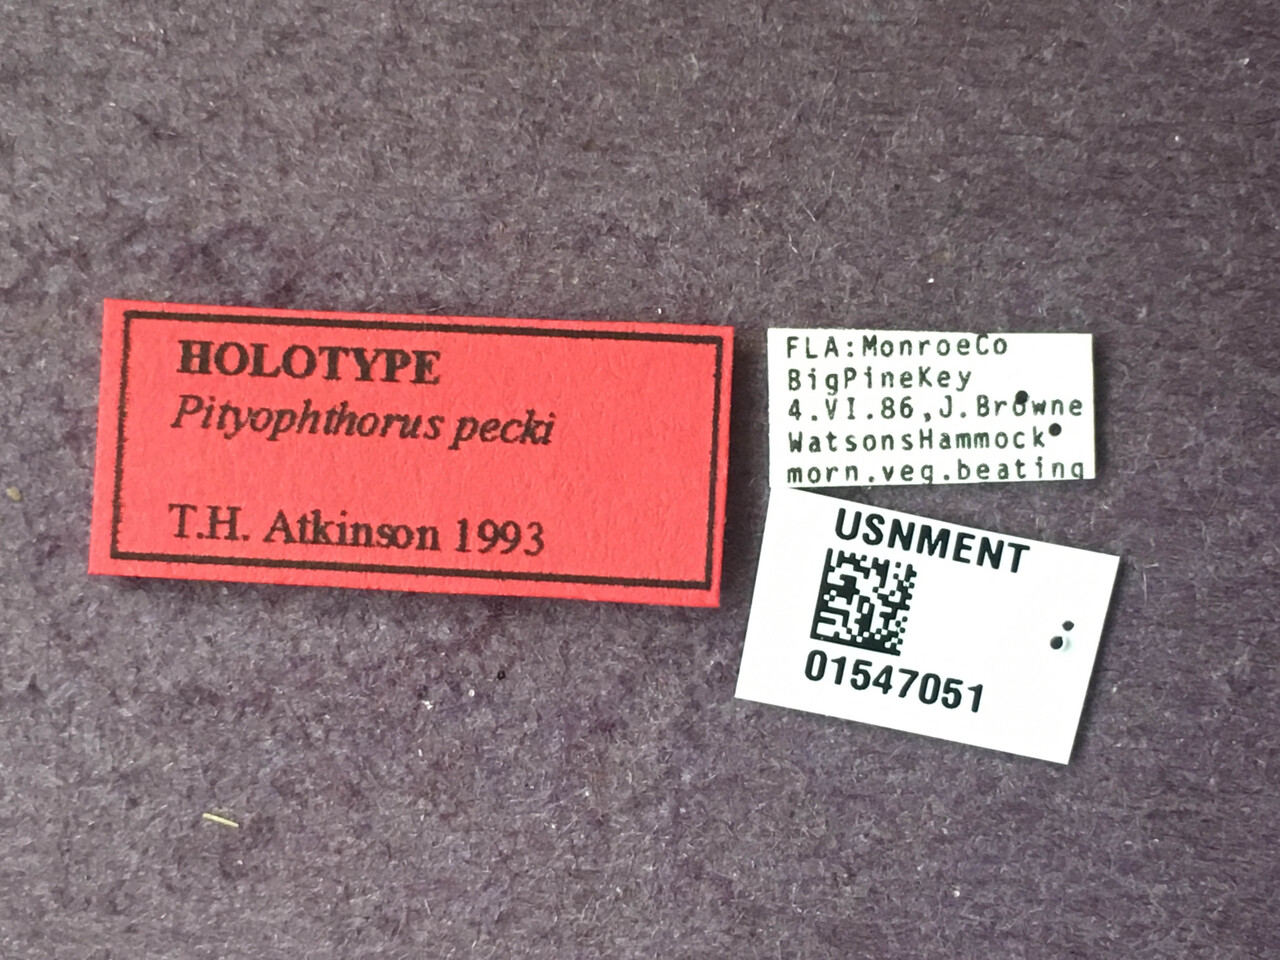 HOLOTYPE
Pityophthorus pecki
T.H. Atkinson 1993
FLA:MonroeCo
BigPineKey
4.VI.86,J.Browne
WatsonsHammock
morn.veg.beating
USNMENT
01547051